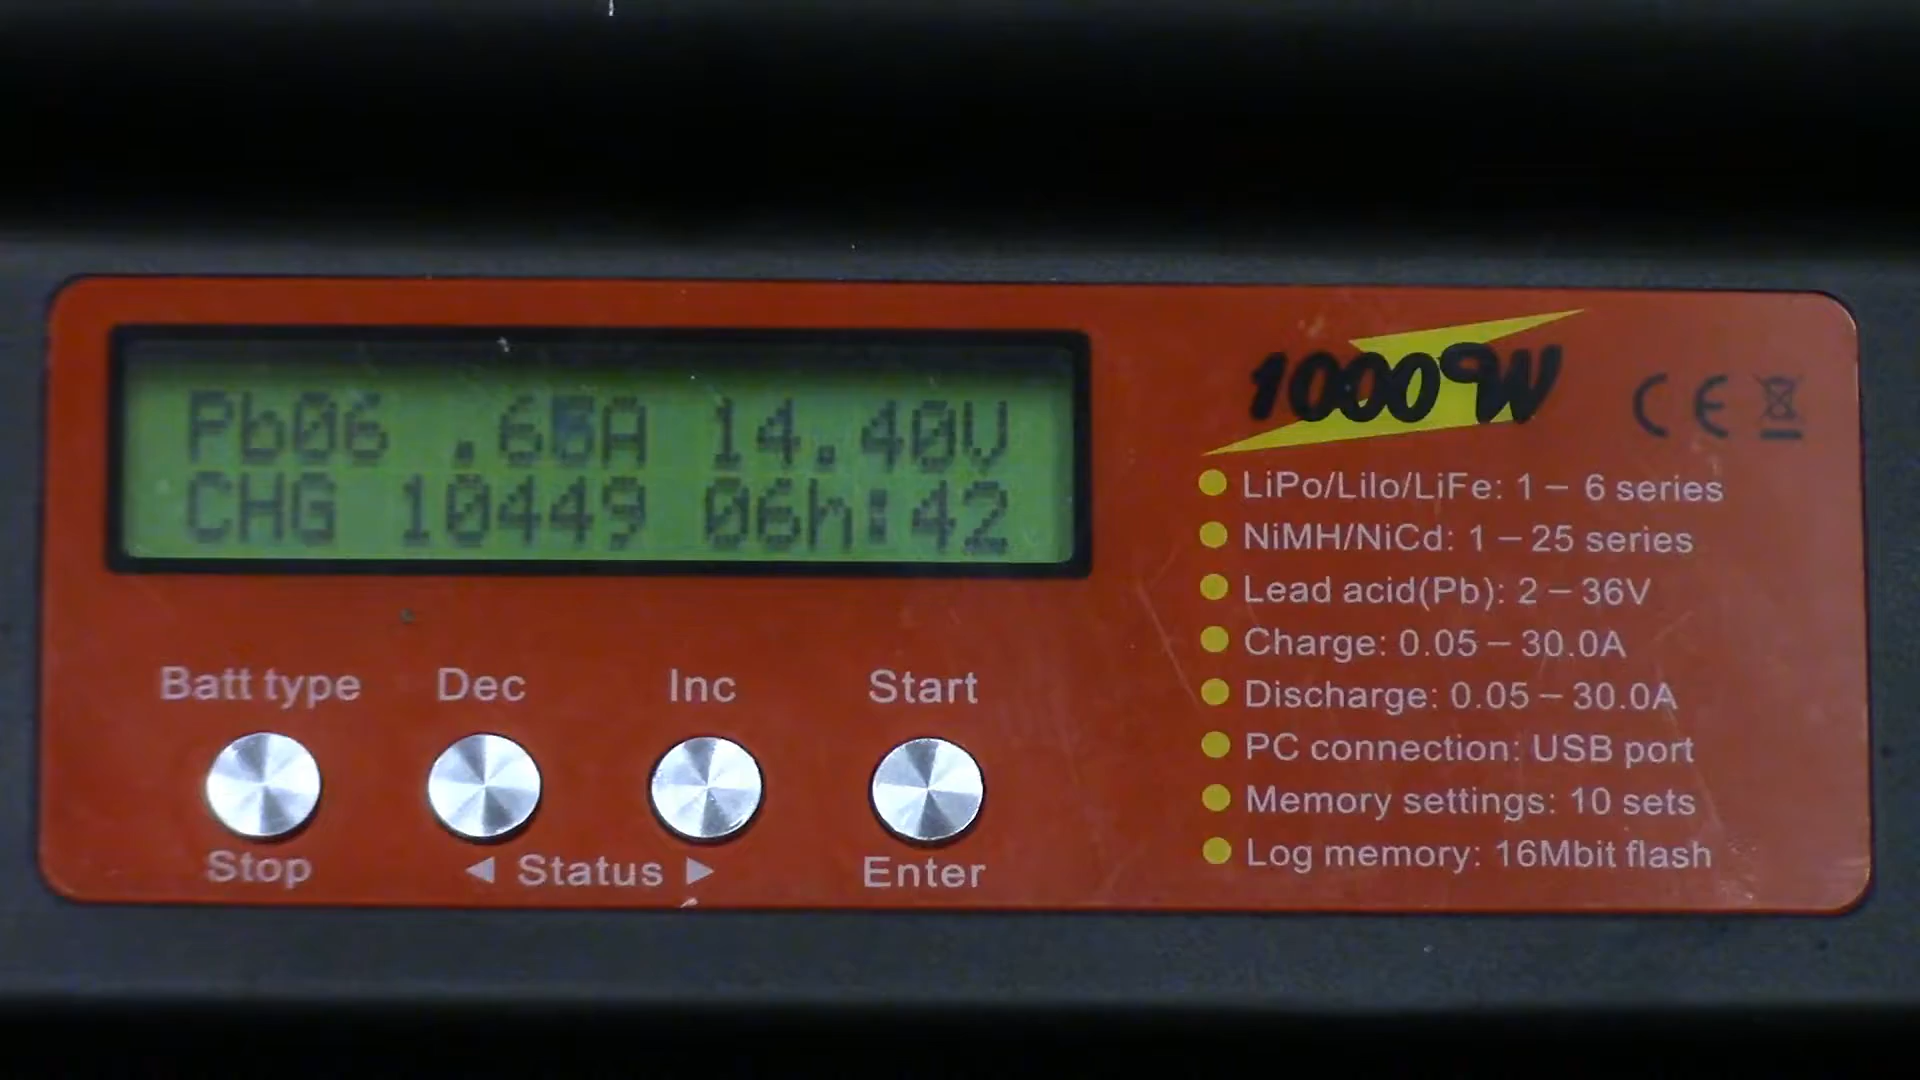 Pb06 .65A 14.40V
CHG 10449 06h:42
Batt type Dec Inc Start
Stop ◀ Status ▶ Enter
1000W CE
LiPo/LiIo/LiFe: 1 – 6 series
NiMH/NiCd: 1 – 25 series
Lead acid(Pb): 2 – 36V
Charge: 0.05 – 30.0A
Discharge: 0.05 – 30.0A
PC connection: USB port
Memory settings: 10 sets
Log memory: 16Mbit flash